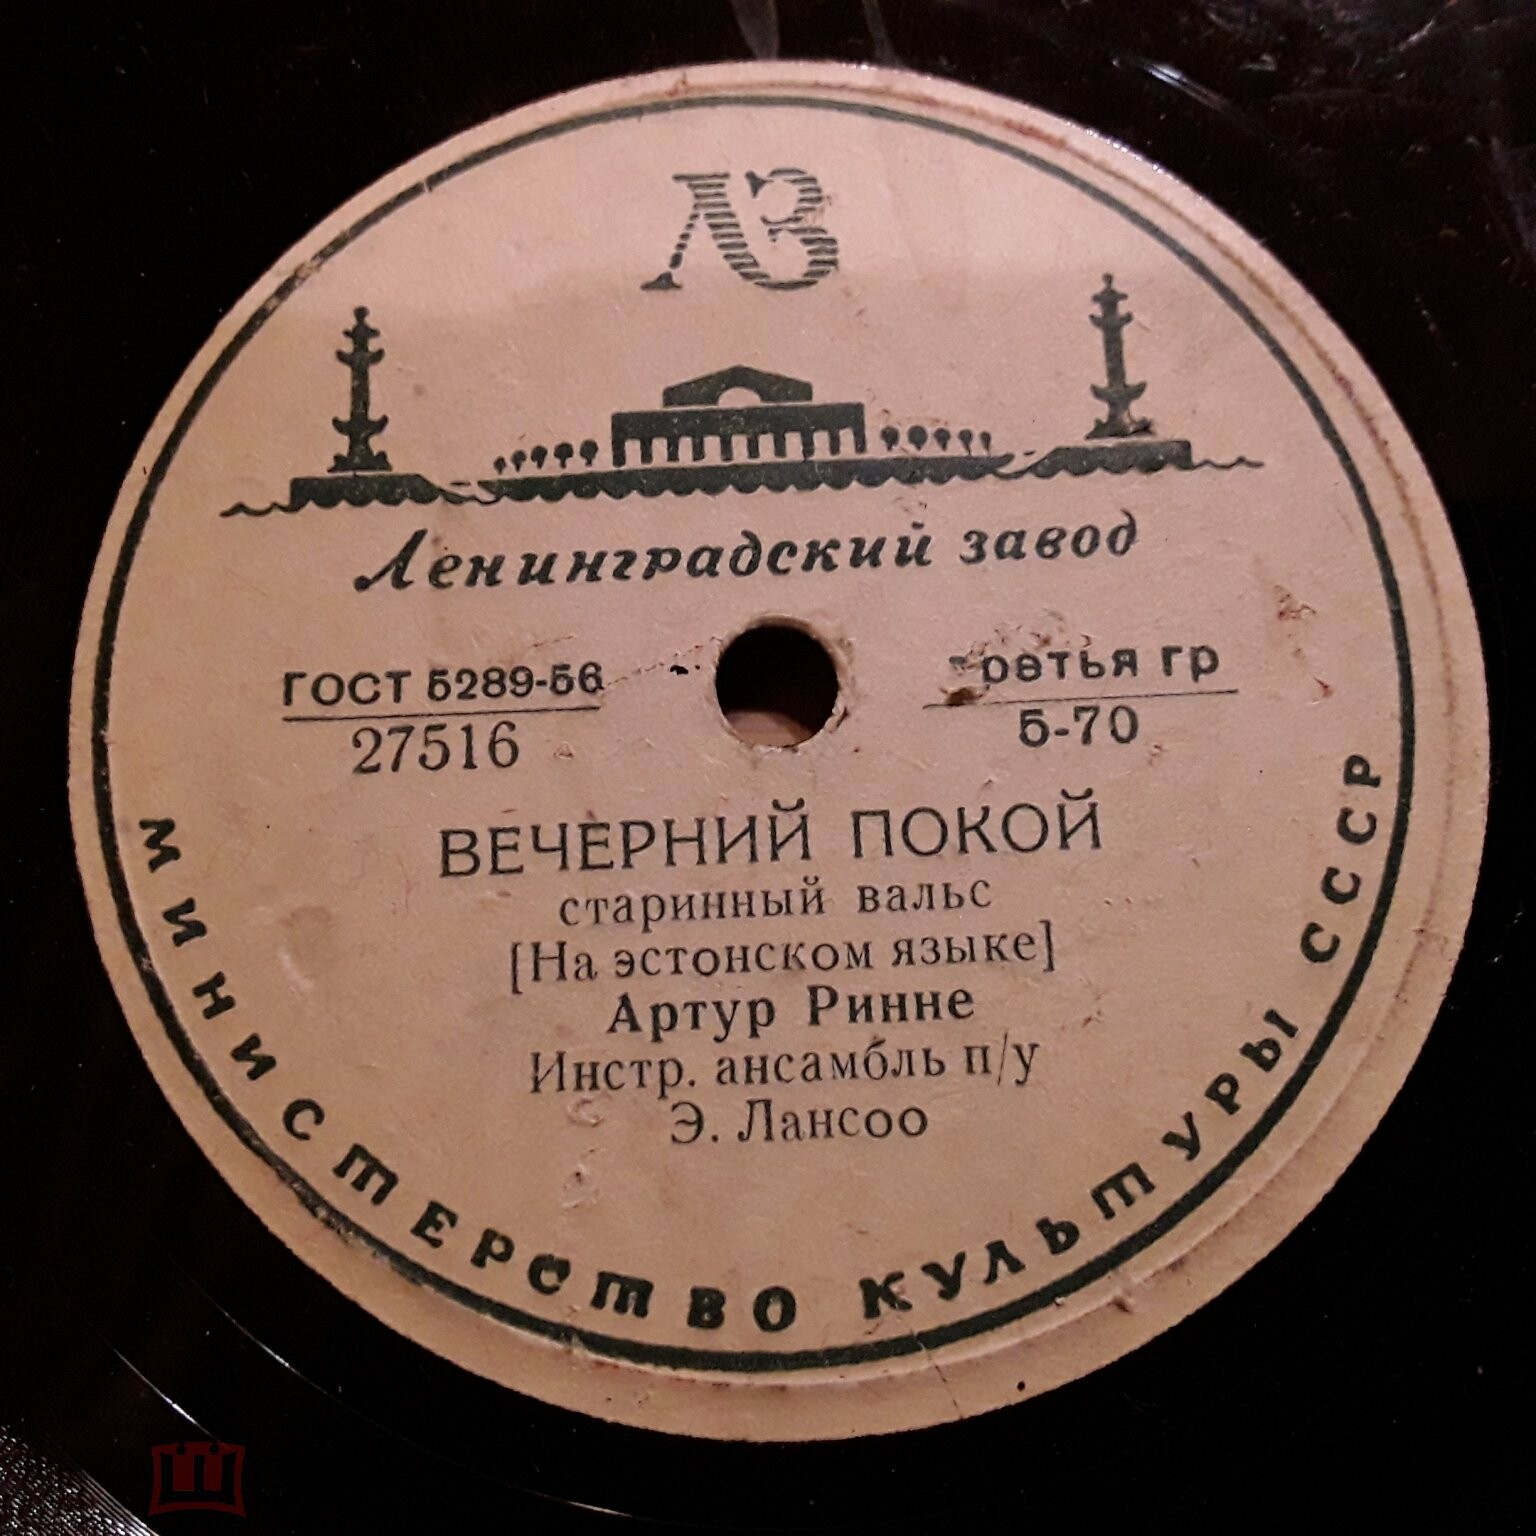 ЛЗ
Ленинградский завод
ГОСТ 5289-56
27516
ретья гр
5-70
ВЕЧЕРНИЙ ПОКОЙ
старинный вальс
[На эстонском языке]
Артур Ринне
Инстр. ансамбль п/у
Э. Лансоо
МИНИСТЕРСТВО КУЛЬТУРЫ СССР